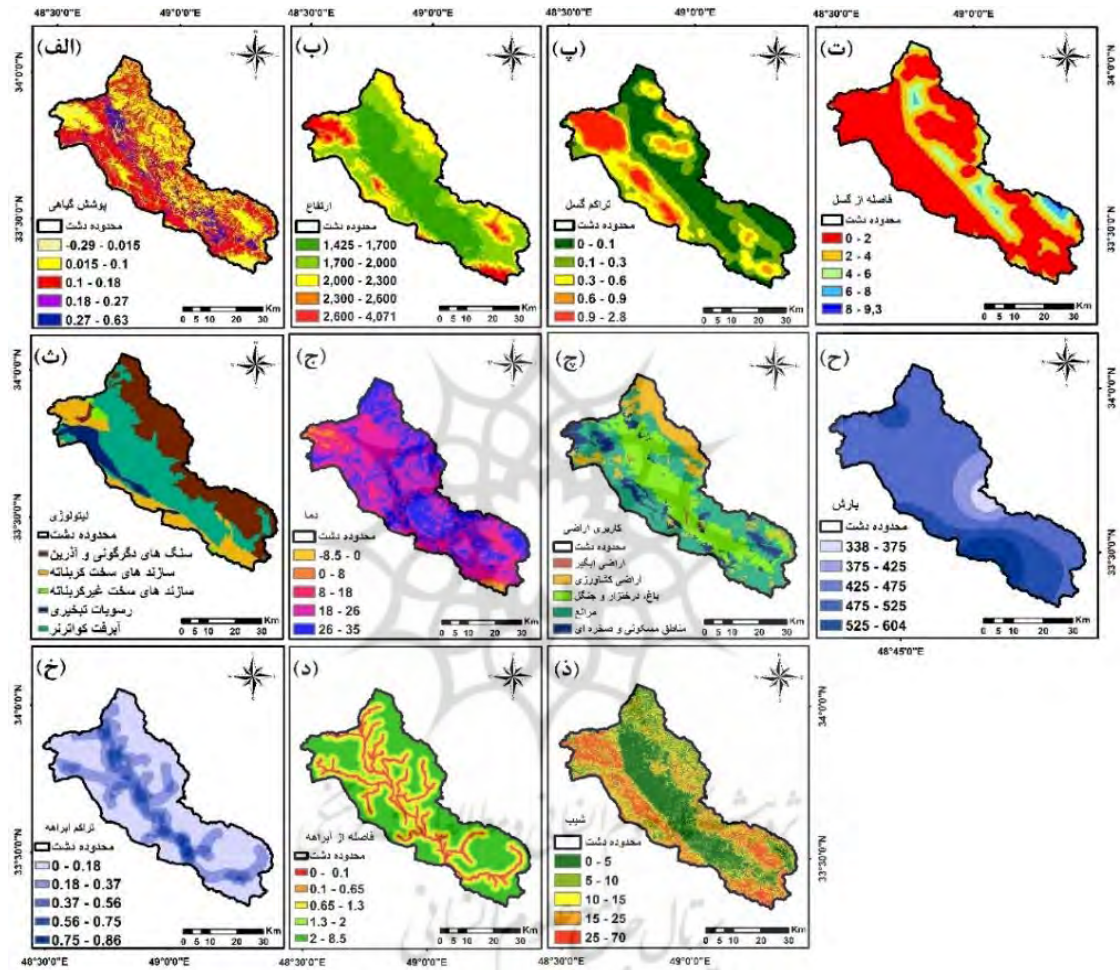 48°30'0"E 49°0'0"E
48°30'0"E 49°0'0"E
48°30'0"E 49°0'0"E
48°30'0"E 49°0'0"E
(الف)
34°0'0"N
33°30'0"N
پوشش گیاهی
محدوده دشت
-0.29 - 0.015
0.015 - 0.1
0.1 - 0.18
0.18 - 0.27
0.27 - 0.63
Km
0 5 10 20 30
(ب)
ارتفاع
محدوده دشت
1,425 - 1,700
1,700 - 2,000
2,000 - 2,300
2,300 - 2,600
2,600 - 4,071
Km
0 5 10 20 30
(پ)
تراکم گسل
محدوده دشت
0 - 0.1
0.1 - 0.3
0.3 - 0.6
0.6 - 0.9
0.9 - 2.8
Km
0 5 10 20 30
(ت)
34°0'0"N
33°30'0"N
فاصله از گسل
محدوده دشت
0 - 2
2 - 4
4 - 6
6 - 8
8 - 9,3
Km
0 5 10 20 30
(ث)
34°0'0"N
33°30'0"N
لیتولوژی
محدوده دشت
سنگ های دگرگونی و آذرین
سازند های سخت کربناته
سازند های سخت غیرکربناته
رسوبات تبخیری
آبرفت کواترنر
Km
0 5 10 20 30
(ج)
دما
محدوده دشت
-8.5 - 0
0 - 8
8 - 18
18 - 26
26 - 35
Km
0 5 10 20 30
(چ)
کاربری اراضی
محدوده دشت
اراضی آبگیر
اراضی کشاورزی
باغ، درختزار و جنگل
مراتع
مناطق مسکونی و صخره ای
Km
0 5 10 20 30
(ح)
34°0'0"N
33°30'0"N
بارش
محدوده دشت
338 - 375
375 - 425
425 - 475
475 - 525
525 - 604
Km
0 5 10 20 30
48°45'0"E
(خ)
34°0'0"N
33°30'0"N
تراکم آبراهه
محدوده دشت
0 - 0.18
0.18 - 0.37
0.37 - 0.56
0.56 - 0.75
0.75 - 0.86
Km
0 5 10 20 30
48°30'0"E 49°0'0"E
(د)
فاصله از آبراهه
محدوده دشت
0 - 0.1
0.1 - 0.65
0.65 - 1.3
1.3 - 2
2 - 8.5
Km
0 5 10 20 30
48°30'0"E 49°0'0"E
(ذ)
34°0'0"N
33°30'0"N
شیب
محدوده دشت
0 - 5
5 - 10
10 - 15
15 - 25
25 - 70
Km
0 5 10 20 30
48°30'0"E 49°0'0"E
پرتال جامع علوم انسانی